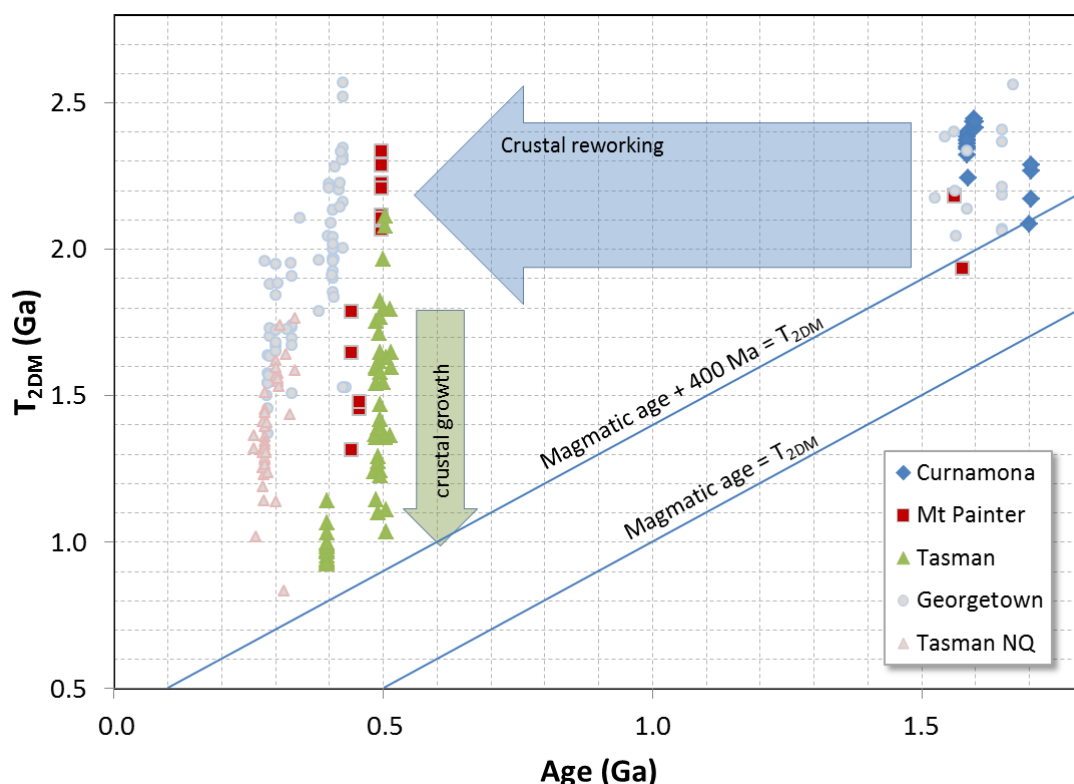 2.5
2.0
1.5
1.0
0.5
T2DM (Ga)
Crustal reworking
crustal growth
Magmatic age + 400 Ma = T2DM
Magmatic age = T2DM
Curnamona
Mt Painter
Tasman
Georgetown
Tasman NQ
0.0 0.5 1.0 1.5
Age (Ga)